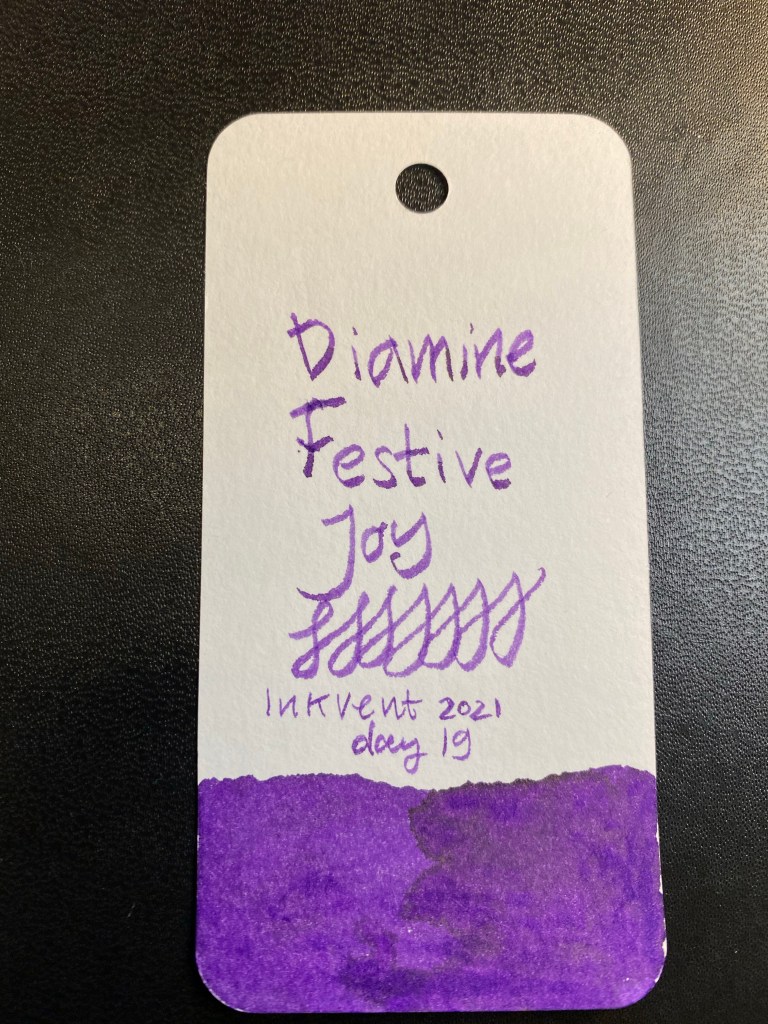 Diamine
Festive
Joy
Inkvent 2021
day 19